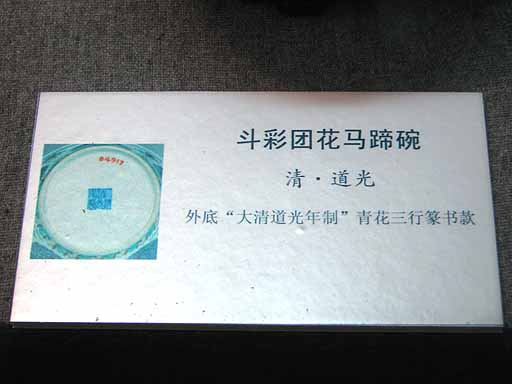 斗彩团花马蹄碗
清·道光
外底“大清道光年制”青花三行篆书款